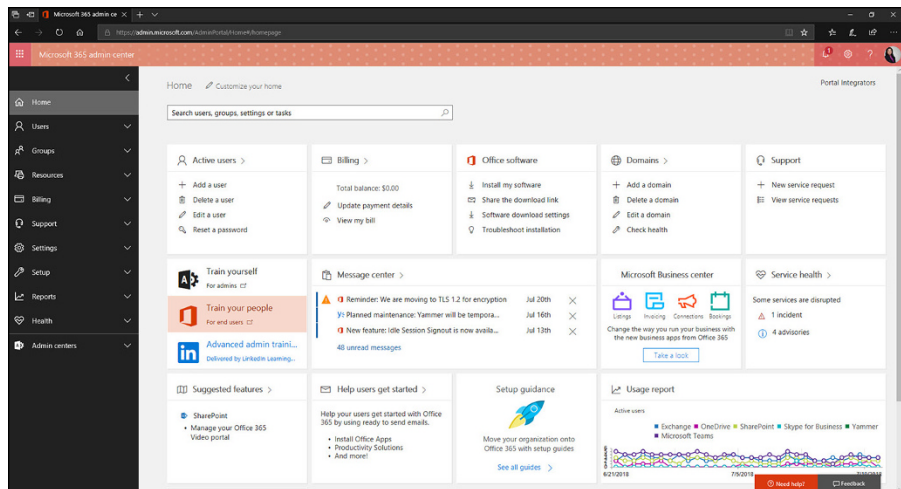 Microsoft 365 admin ce
https://admin.microsoft.com/AdminPortal/Home#/homepage
Microsoft 365 admin center
1
?
Home
Users
Groups
Resources
Billing
Support
Settings
Setup
Reports
Health
Admin centers
Home
Customize your home
Portal Integrators
Search users, groups, settings or tasks
Active users >
Add a user
Delete a user
Edit a user
Reset a password
Billing >
Total balance: $0.00
Update payment details
View my bill
Office software
Install my software
Share the download link
Software download settings
Troubleshoot installation
Domains >
Add a domain
Delete a domain
Edit a domain
Check health
Support
New service request
View service requests
Train yourself
For admins
Train your people
For end users
in
Advanced admin traini...
Delivered by LinkedIn Learning...
Message center >
Reminder: We are moving to TLS 1.2 for encryption Jul 20th
Planned maintenance: Yammer will be tempora... Jul 16th
New feature: Idle Session Signout is now availa... Jul 13th
48 unread messages
Microsoft Business center
Listings Invoicing Connections Bookings
Change the way you run your business with
the new business apps from Office 365
Take a look
Service health >
Some services are disrupted
1 incident
4 advisories
Suggested features >
SharePoint
• Manage your Office 365
Video portal
Help users get started >
Help your users get started with Office
365 by using ready to send emails.
• Install Office Apps
• Productivity Solutions
• And more!
Setup guidance
Move your organization onto
Office 365 with setup guides
See all guides >
Usage report
Active users
Exchange OneDrive SharePoint Skype for Business Yammer
Microsoft Teams
6/21/2018 7/5/2018
Need help?
Feedback